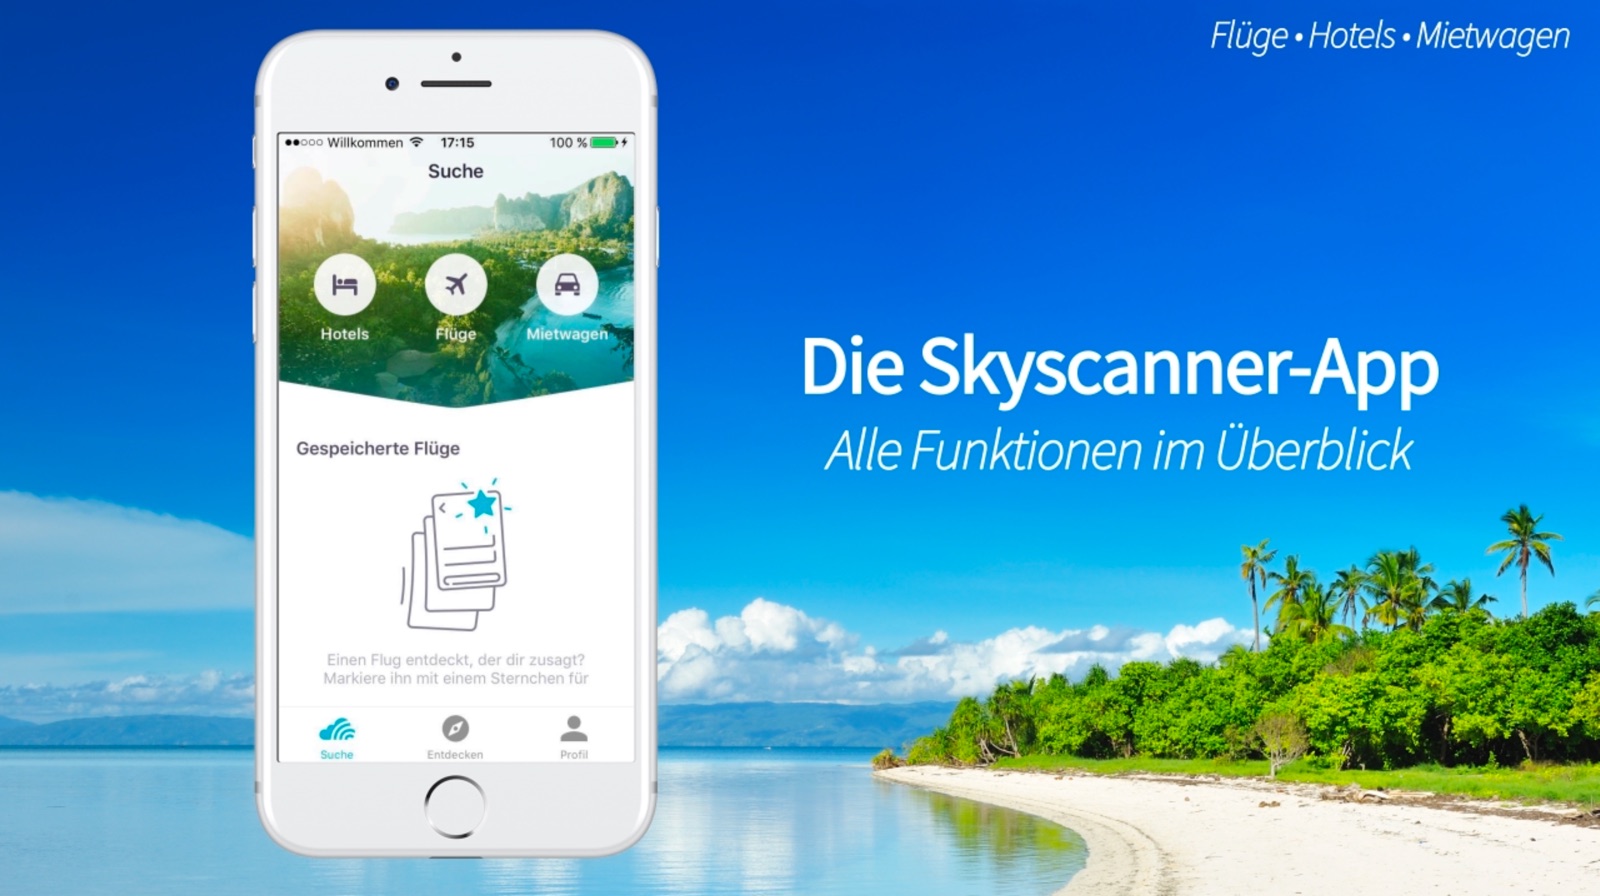 Flüge • Hotels • Mietwagen
Willkommen 17:15 100 %
Suche
Hotels Flüge Mietwagen
Gespeicherte Flüge
Einen Flug entdeckt, der dir zusagt?
Markiere ihn mit einem Sternchen für
Suche Entdecken Profil
Die Skyscanner-App
Alle Funktionen im Überblick